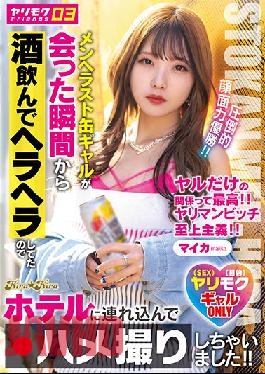 ヤリモク 03
FRIENDS
メンヘラスト缶ギャルが
会った瞬間から
酒飲んでヘラヘラ
してたので
圧倒的
顔面力優勝!!
ヤルだけの
関係って最高!!
ヤリマンビッチ
至上主義!!
マイカ
(SEX)
ヤリモク
ギャルONLY
Kira★Kira
ホテルに連れ込んで
ハメ撮り
しちゃいました!!